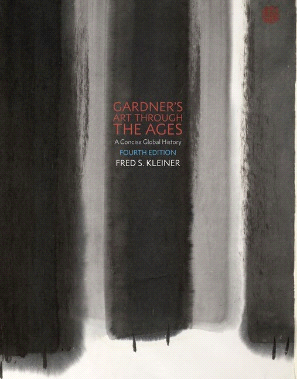 GARDNER'S
ART THROUGH
THE AGES
A Concise Global History
FOURTH EDITION
FRED S. KLEINER